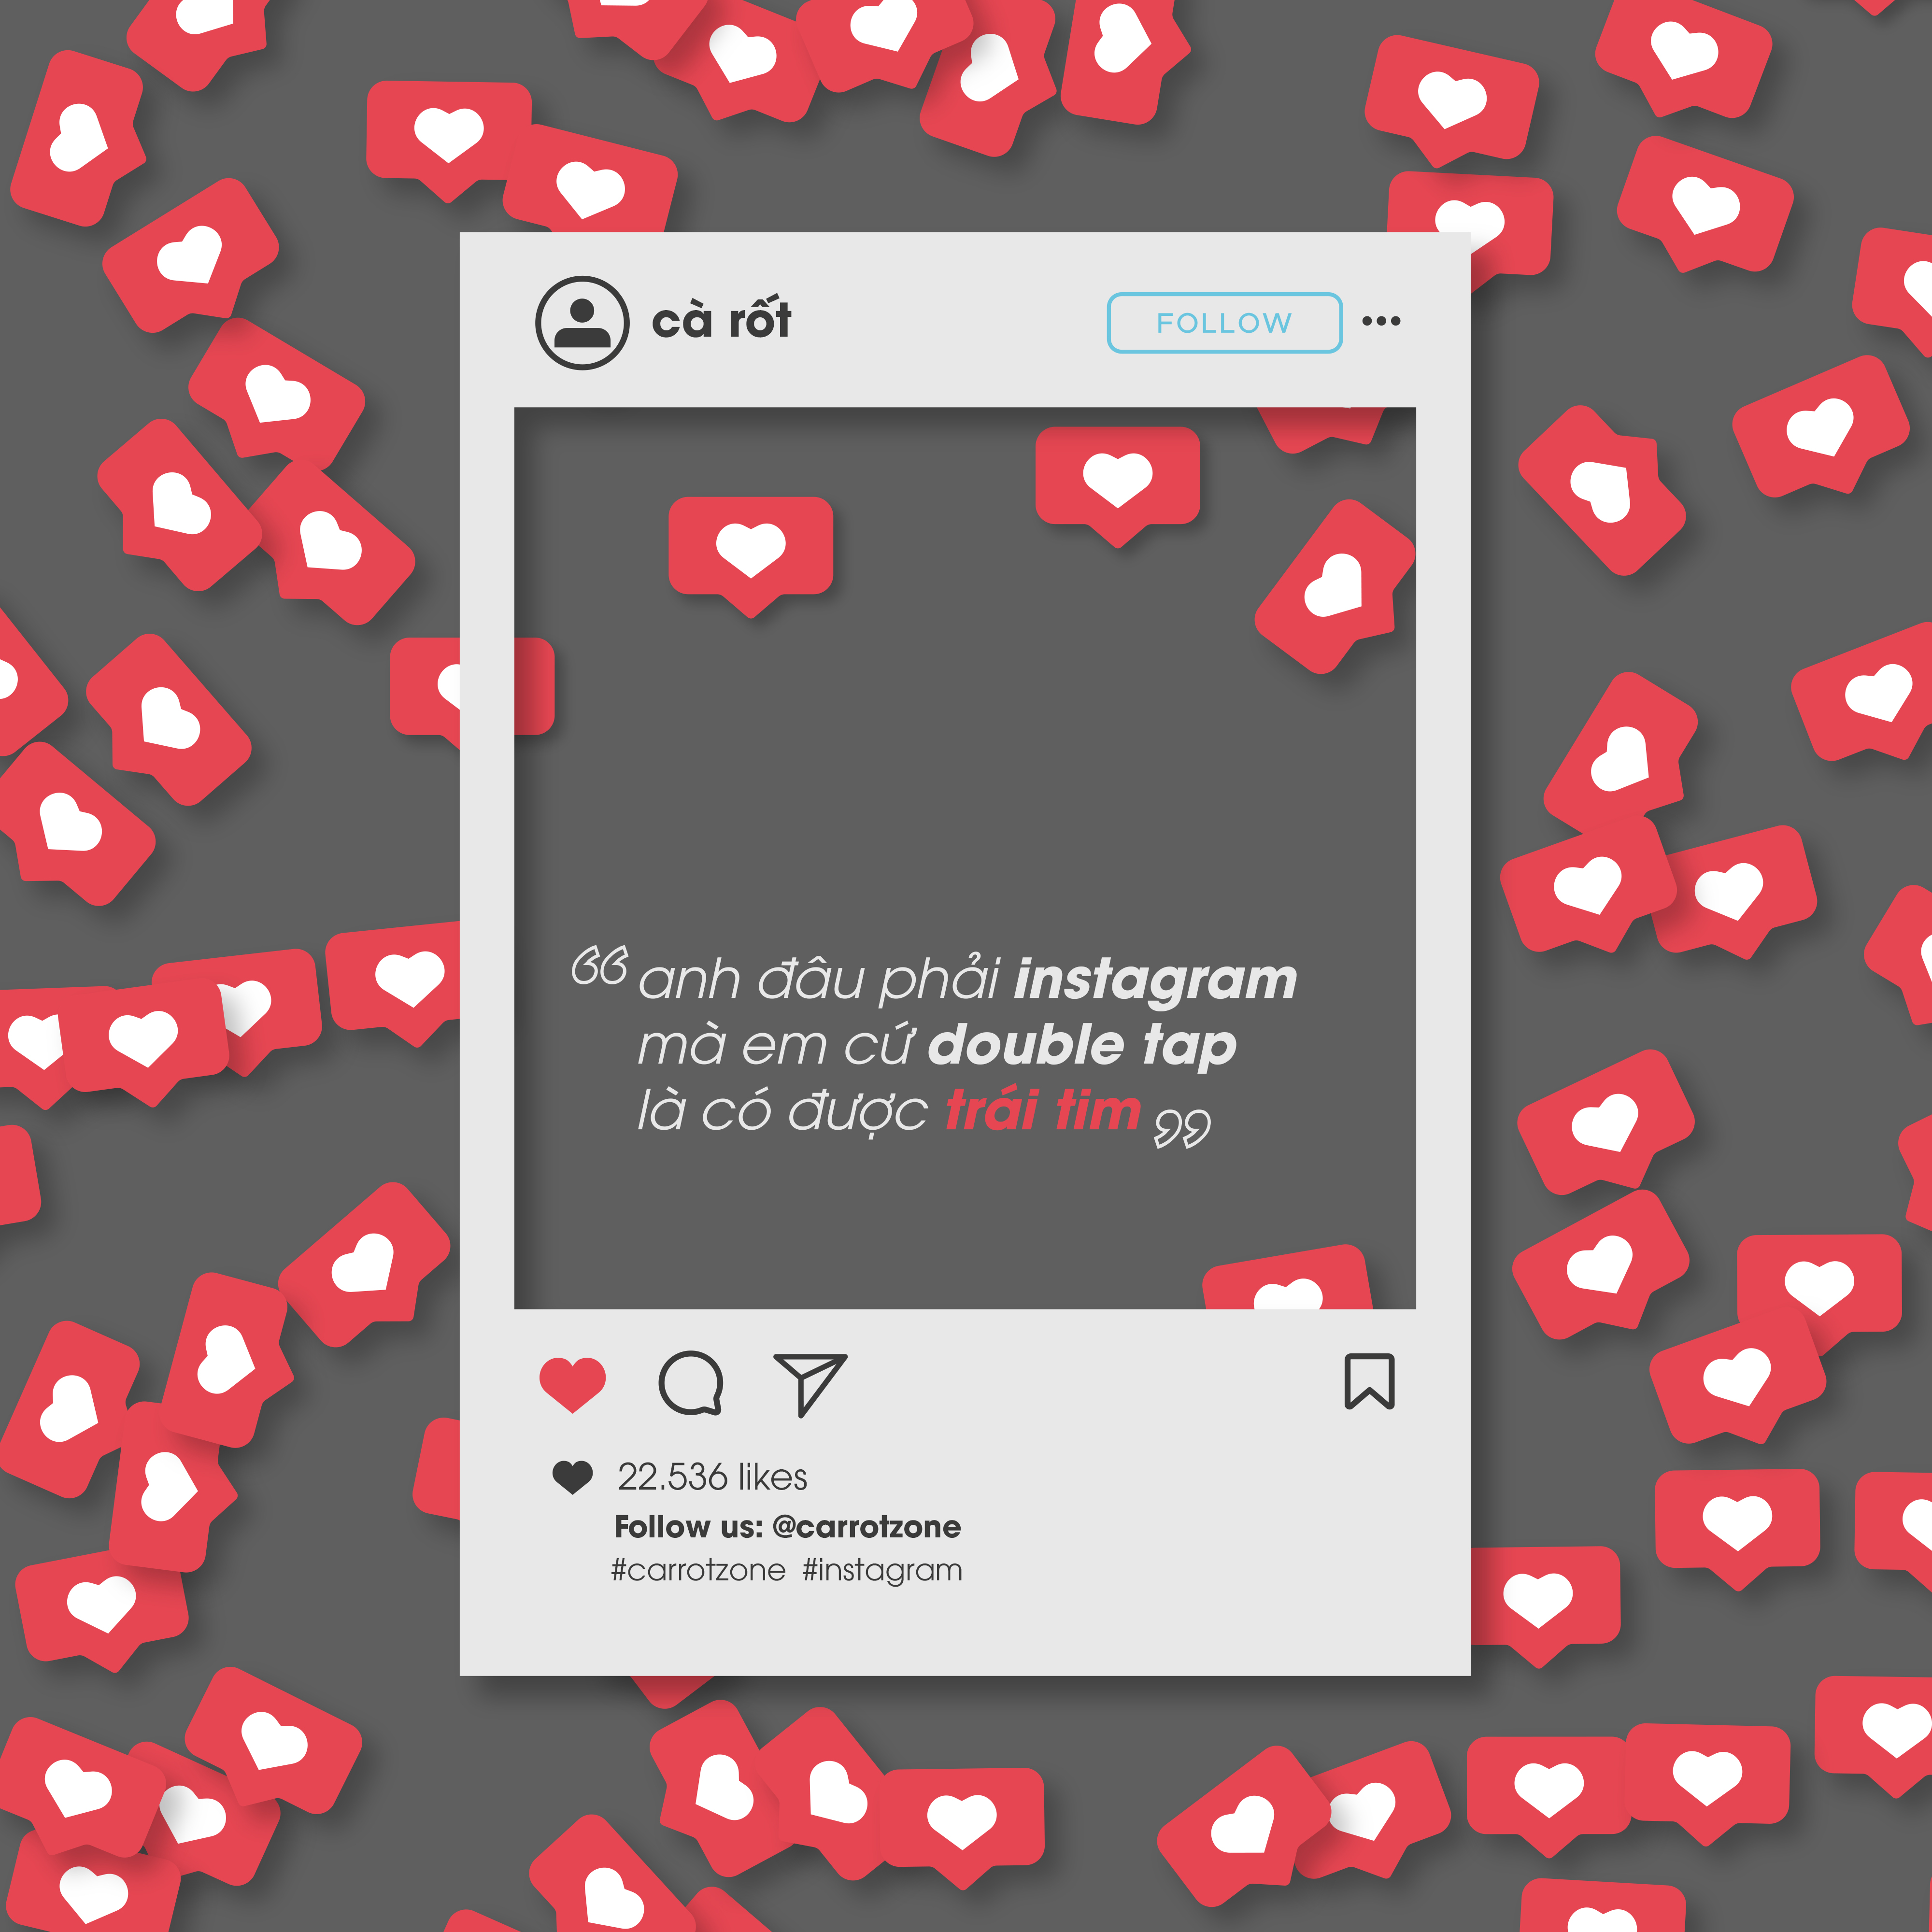 cà rốt
FOLLOW
“ anh đâu phải instagram
mà em cứ double tap
là có được trái tim ”
22.536 likes
Follow us: @carrotzone
#carrotzone #instagram